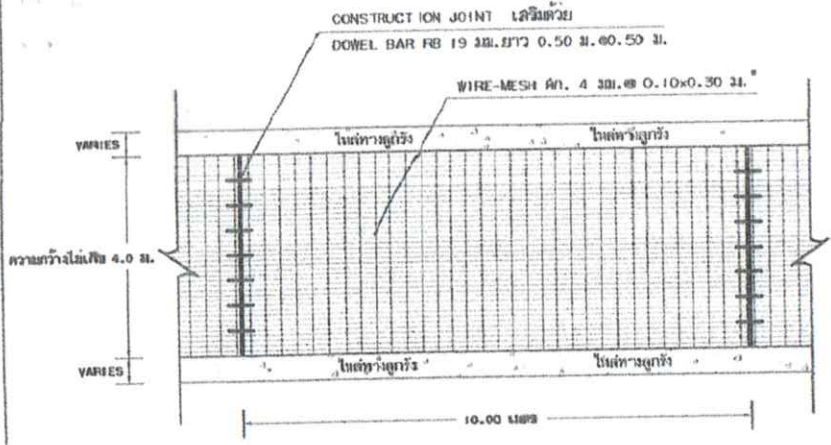 CONSTRUCTION JOINT เสริมด้วย
DOWEL BAR RB 19 มม.ยาว 0.50 ม.@0.50 ม.
WIRE-MESH ศก. 4 มม.@ 0.10x0.30 ม.*
VARIES
ไหล่ทางลูกรัง
ไหล่ทางลูกรัง
ความกว้างไม่เกิน 4.0 ม.
VARIES
ไหล่ทางลูกรัง
ไหล่ทางลูกรัง
10.00 เมตร